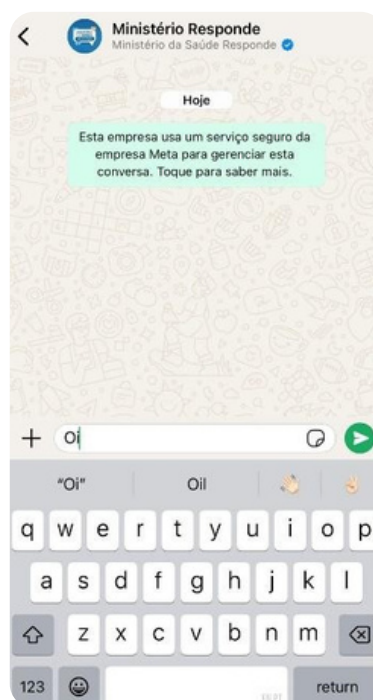 Ministério Responde
Ministério da Saúde Responde
Hoje
Esta empresa usa um serviço seguro da
empresa Meta para gerenciar esta
conversa. Toque para saber mais.
Oi
"Oi" Oil
q w e r t y u i o p
a s d f g h j k l
z x c v b n m
123 return